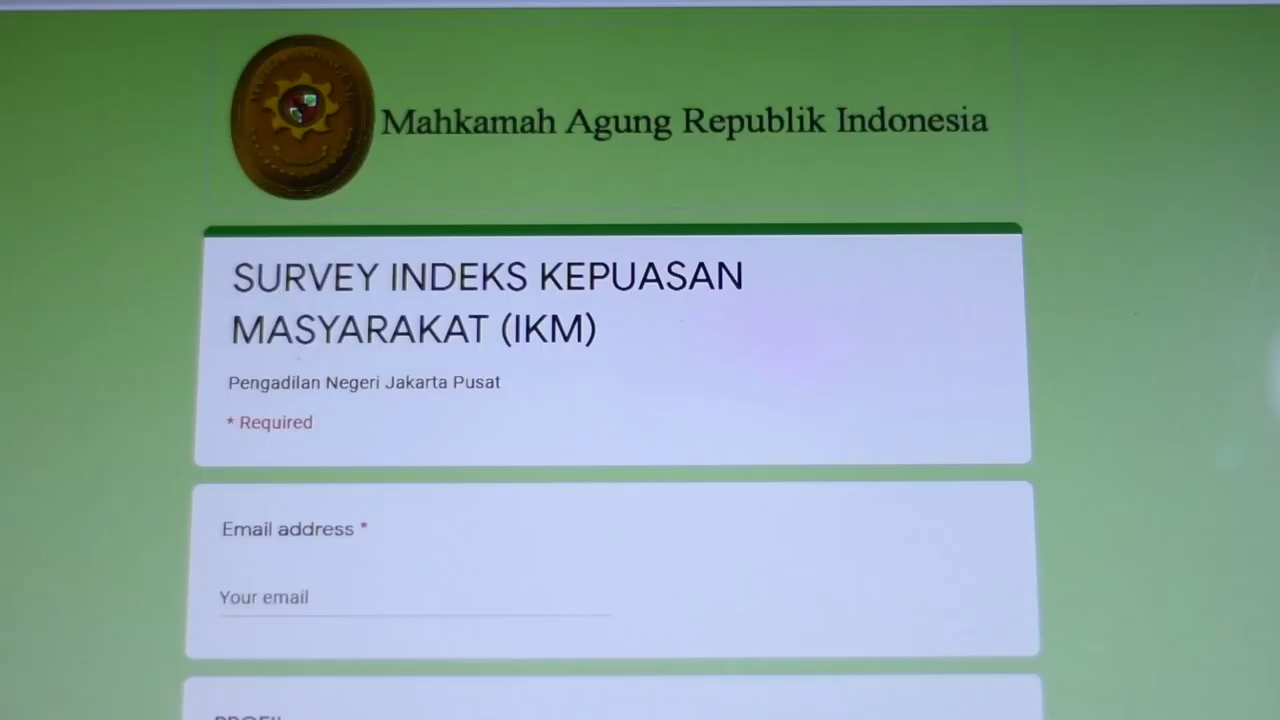 Mahkamah Agung Republik Indonesia
SURVEY INDEKS KEPUASAN
MASYARAKAT (IKM)
Pengadilan Negeri Jakarta Pusat
* Required
Email address *
Your email